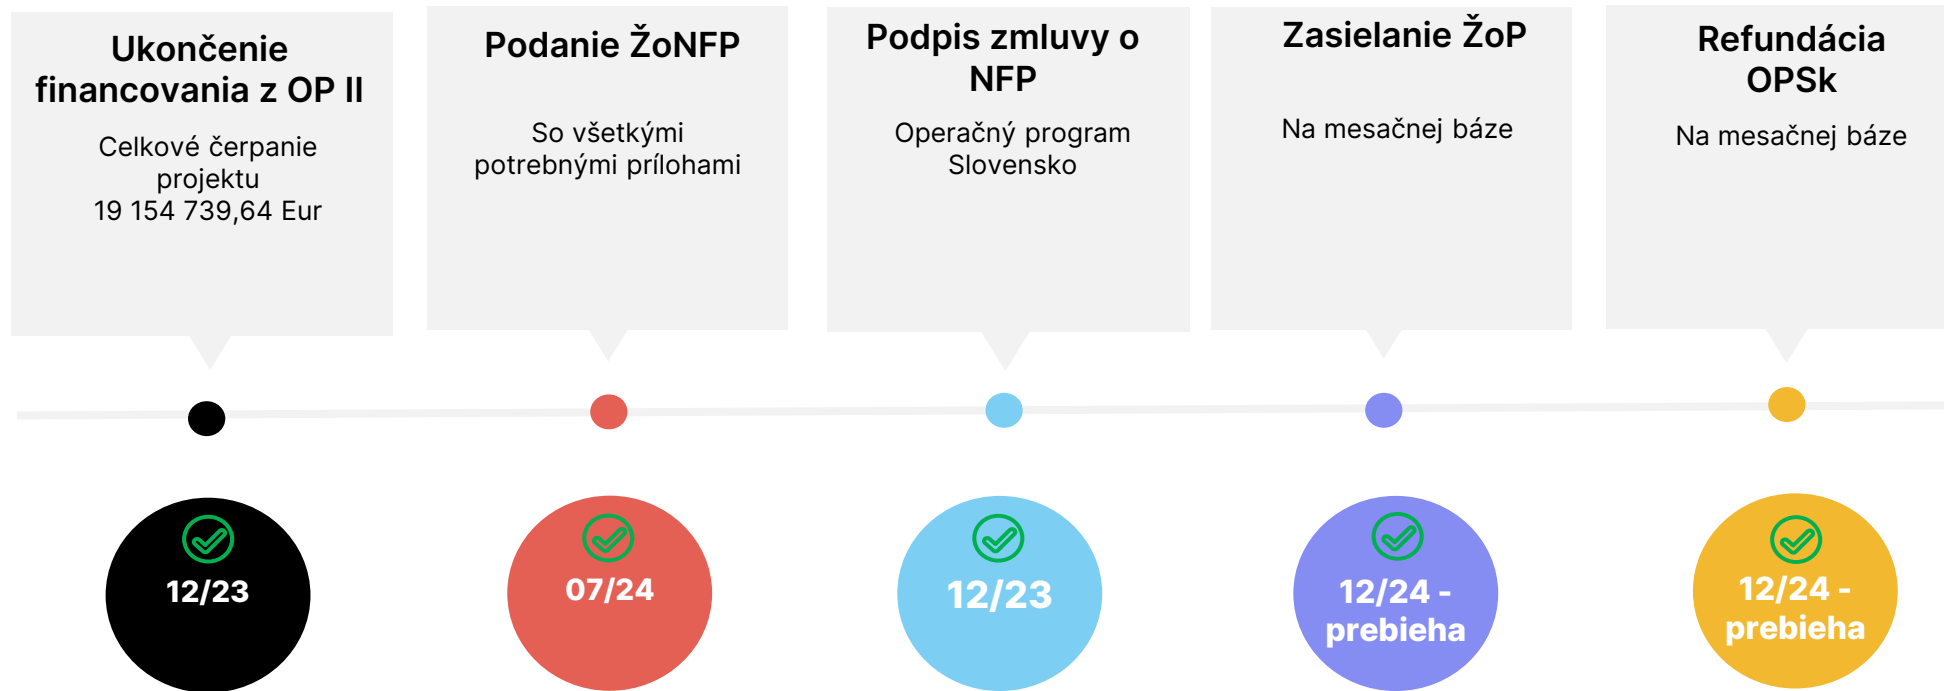 Ukončenie
financovania z OP II
Celkové čerpanie
projektu
19 154 739,64 Eur
Podanie ŽoNFP
So všetkými
potrebnými prílohami
Podpis zmluvy o
NFP
Operačný program
Slovensko
Zasielanie ŽoP
Na mesačnej báze
Refundácia
OPSk
Na mesačnej báze
12/23
07/24
12/23
12/24 -
prebieha
12/24 -
prebieha